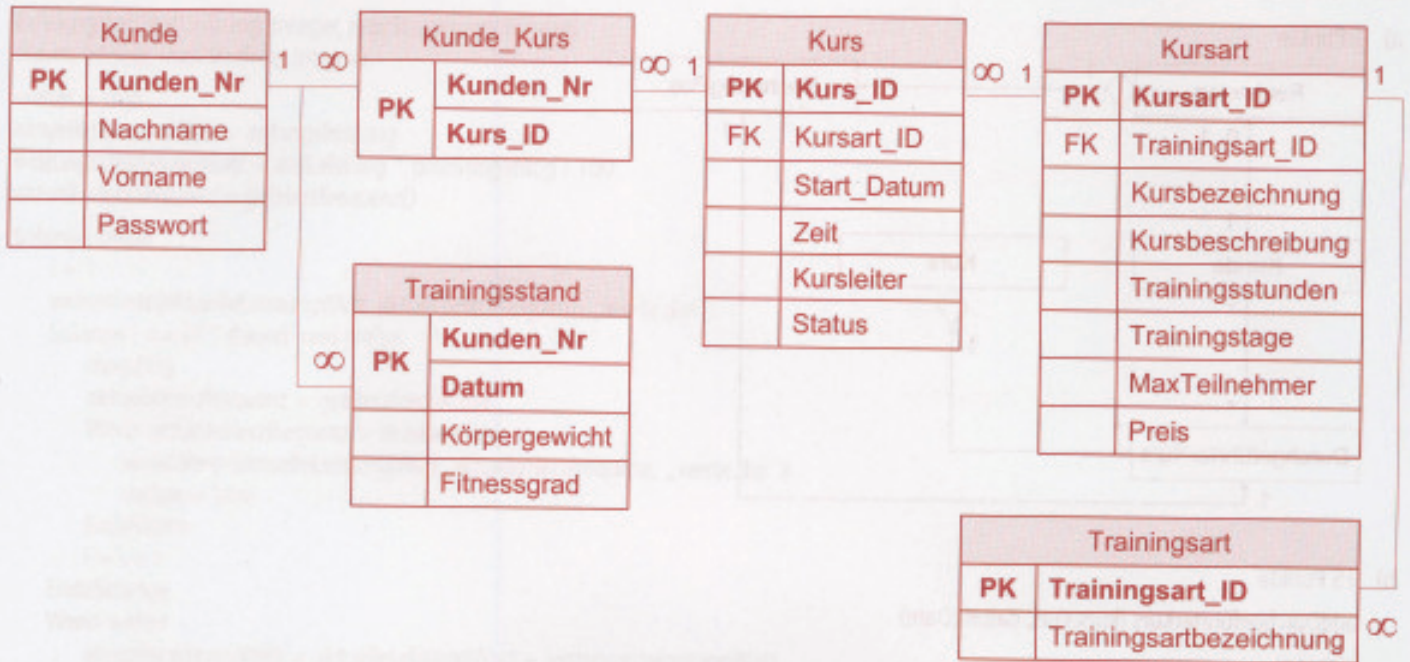 Kunde
PK Kunden_Nr
Nachname
Vorname
Passwort
1 ∞
Kunde_Kurs
PK
Kunden_Nr
Kurs_ID
∞ 1
Kurs
PK Kurs_ID
FK Kursart_ID
Start_Datum
Zeit
Kursleiter
Status
∞ 1
Kursart
1
PK Kursart_ID
FK Trainingsart_ID
Kursbezeichnung
Kursbeschreibung
Trainingsstunden
Trainingstage
MaxTeilnehmer
Preis
Trainingsstand
∞ PK
Kunden_Nr
Datum
Körpergewicht
Fitnessgrad
Trainingsart
PK Trainingsart_ID
Trainingsartbezeichnung
∞